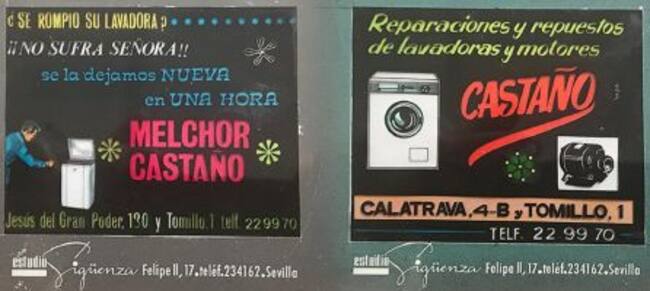 ¿ SE ROMPIO SU LAVADORA ?
¡¡NO SUFRA SEÑORA!!
se la dejamos NUEVA
en UNA HORA
MELCHOR
CASTAÑO
Jesús del Gran Poder, 130 y Tomillo,1 telf. 229970
estudio Sigüenza Felipe II, 17-teléf.234162-Sevilla
Reparaciones y repuestos
de lavadoras y motores
CASTAÑO
CALATRAVA,4-B y TOMILLO, 1
TELF. 22 99 70
estudio Sigüenza Felipe II, 17-teléf.234162-Sevilla